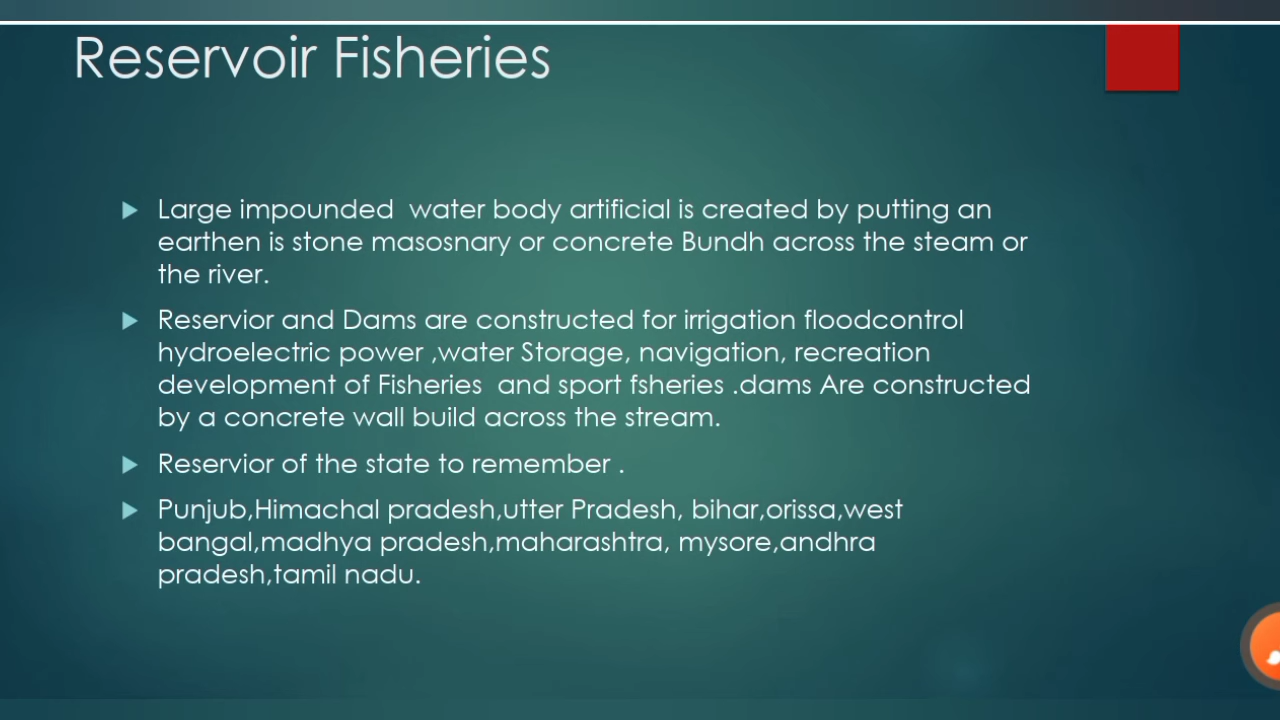 Reservoir Fisheries
Large impounded  water body artificial is created by putting an
earthen is stone masosnary or concrete Bundh across the steam or
the river.
Reservior and Dams are constructed for irrigation floodcontrol
hydroelectric power ,water Storage, navigation, recreation
development of Fisheries  and sport fsheries .dams Are constructed
by a concrete wall build across the stream.
Reservior of the state to remember .
Punjub,Himachal pradesh,utter Pradesh, bihar,orissa,west
bangal,madhya pradesh,maharashtra, mysore,andhra
pradesh,tamil nadu.